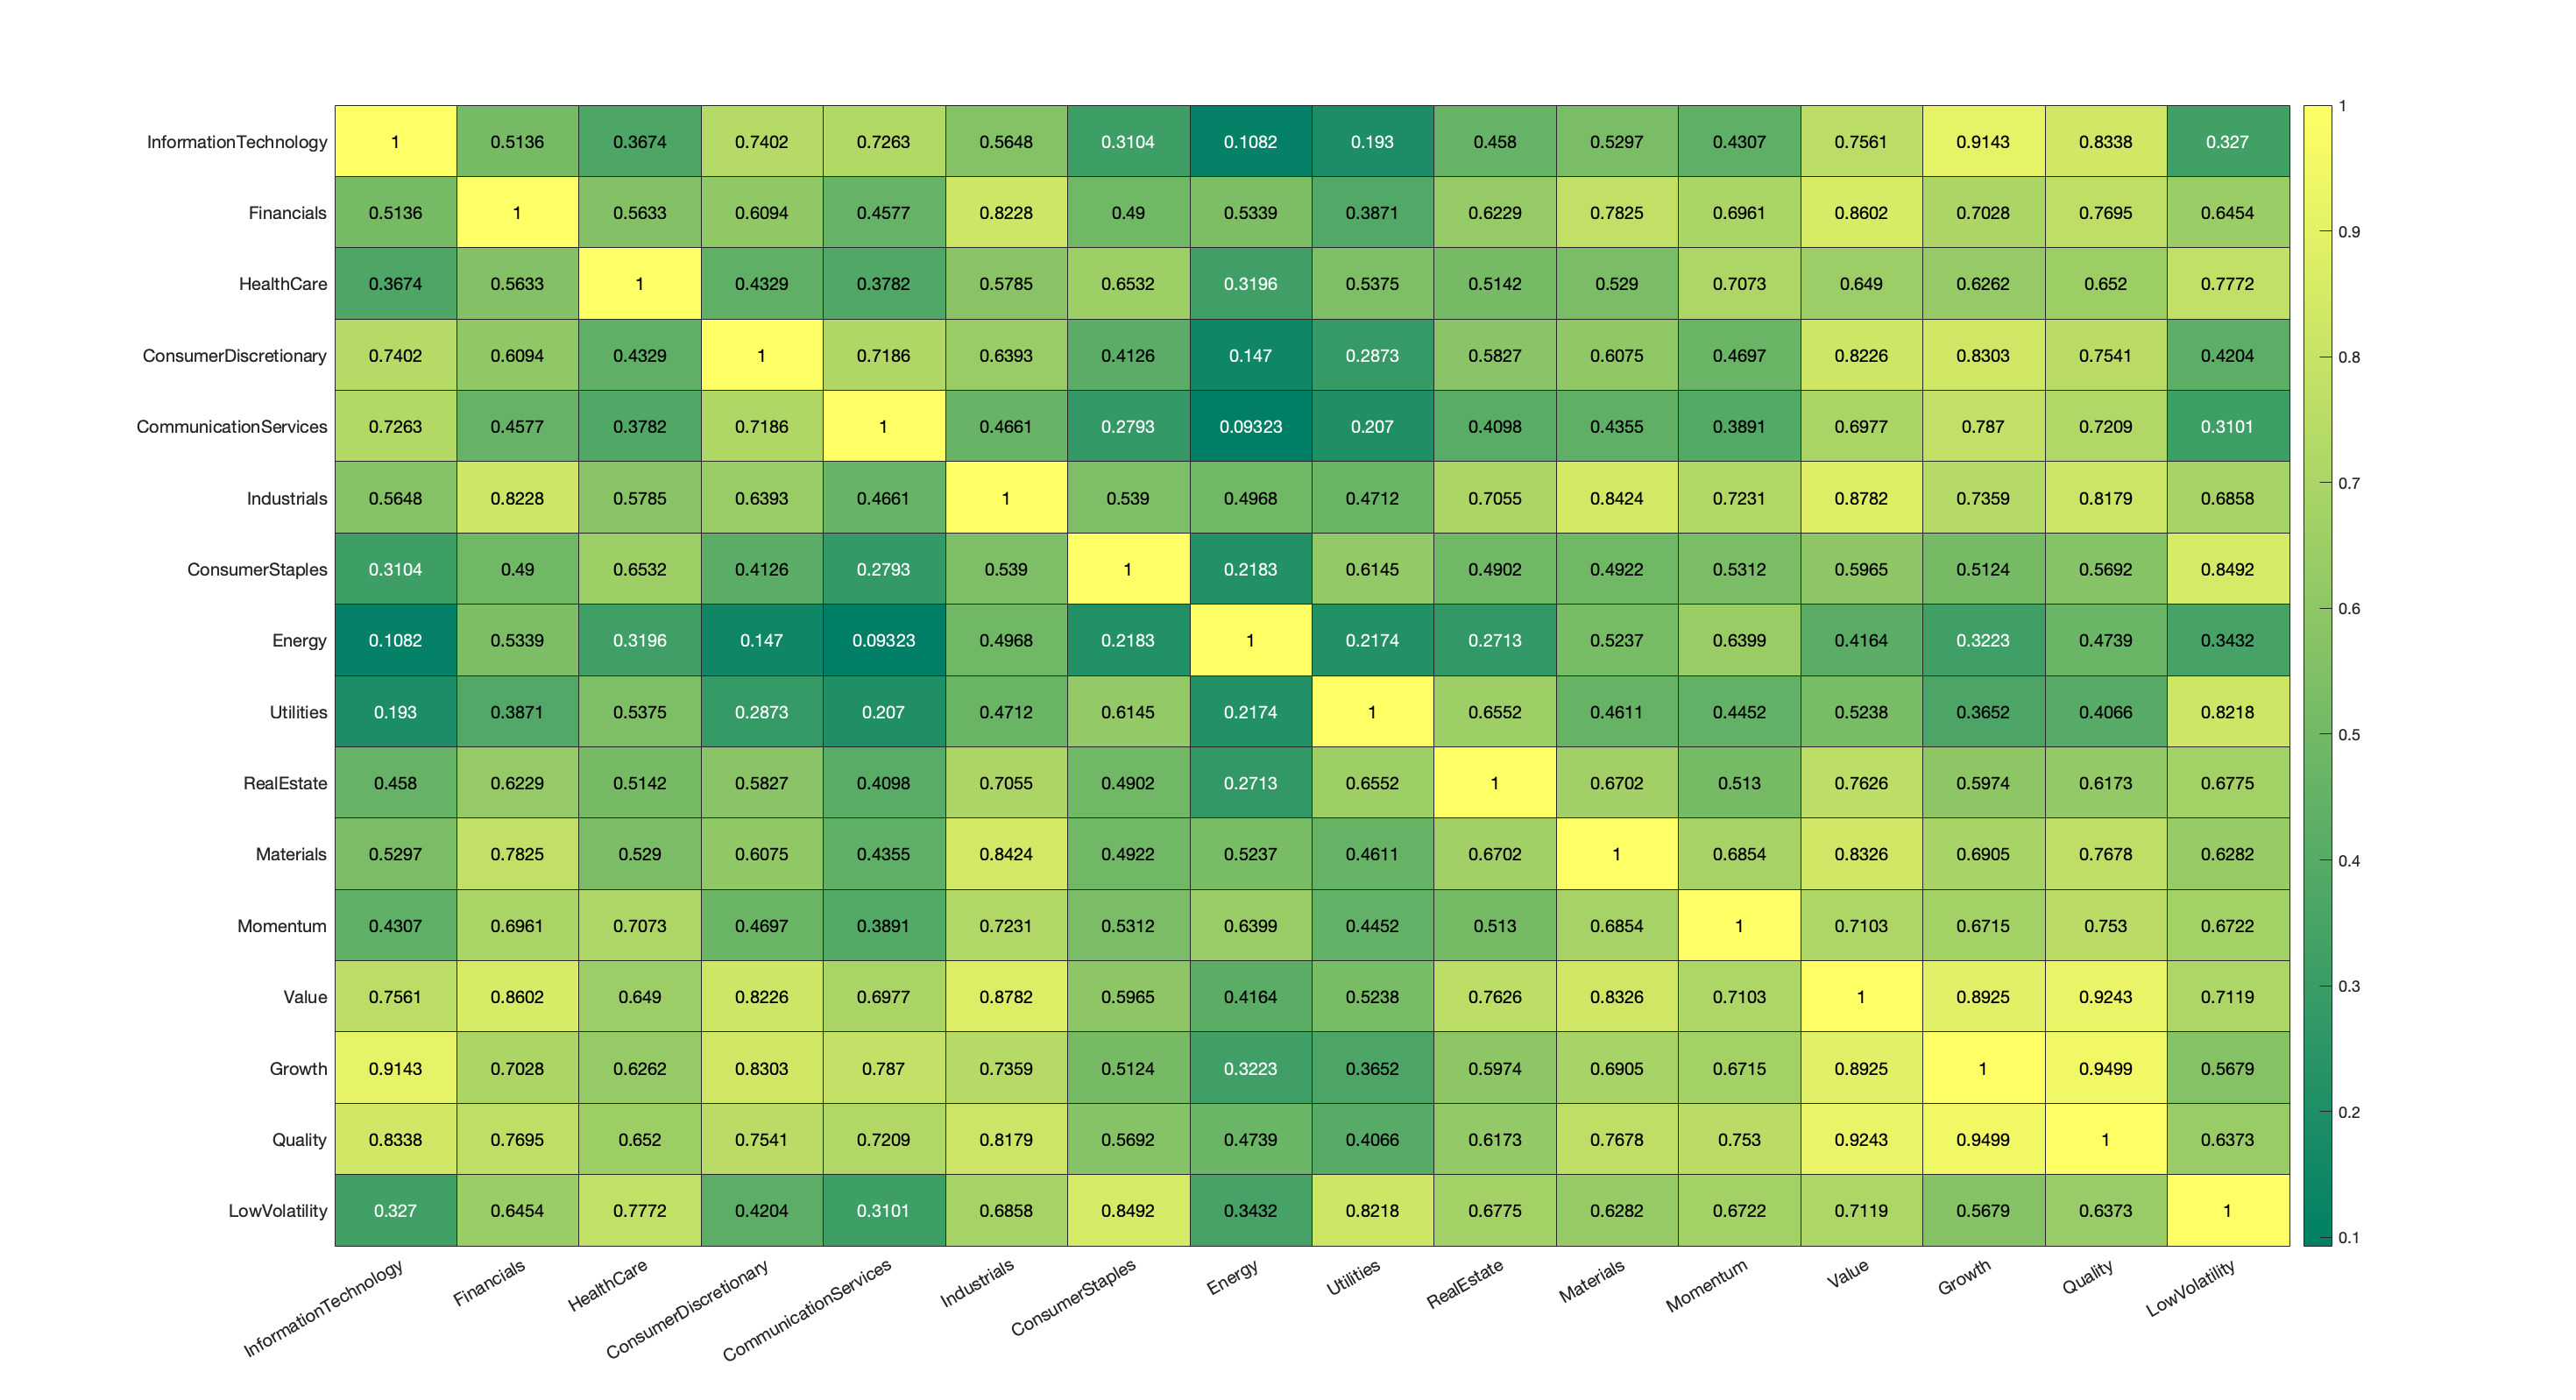 InformationTechnology 1 0.5136 0.3674 0.7402 0.7263 0.5648 0.3104 0.1082 0.193 0.458 0.5297 0.4307 0.7561 0.9143 0.8338 0.327 1
Financials 0.5136 1 0.5633 0.6094 0.4577 0.8228 0.49 0.5339 0.3871 0.6229 0.7825 0.6961 0.8602 0.7028 0.7695 0.6454 0.9
HealthCare 0.3674 0.5633 1 0.4329 0.3782 0.5785 0.6532 0.3196 0.5375 0.5142 0.529 0.7073 0.649 0.6262 0.652 0.7772
ConsumerDiscretionary 0.7402 0.6094 0.4329 1 0.7186 0.6393 0.4126 0.147 0.2873 0.5827 0.6075 0.4697 0.8226 0.8303 0.7541 0.4204 0.8
CommunicationServices 0.7263 0.4577 0.3782 0.7186 1 0.4661 0.2793 0.09323 0.207 0.4098 0.4355 0.3891 0.6977 0.787 0.7209 0.3101
Industrials 0.5648 0.8228 0.5785 0.6393 0.4661 1 0.539 0.4968 0.4712 0.7055 0.8424 0.7231 0.8782 0.7359 0.8179 0.6858 0.7
ConsumerStaples 0.3104 0.49 0.6532 0.4126 0.2793 0.539 1 0.2183 0.6145 0.4902 0.4922 0.5312 0.5965 0.5124 0.5692 0.8492 0.6
Energy 0.1082 0.5339 0.3196 0.147 0.09323 0.4968 0.2183 1 0.2174 0.2713 0.5237 0.6399 0.4164 0.3223 0.4739 0.3432
Utilities 0.193 0.3871 0.5375 0.2873 0.207 0.4712 0.6145 0.2174 1 0.6552 0.4611 0.4452 0.5238 0.3652 0.4066 0.8218 0.5
RealEstate 0.458 0.6229 0.5142 0.5827 0.4098 0.7055 0.4902 0.2713 0.6552 1 0.6702 0.513 0.7626 0.5974 0.6173 0.6775
Materials 0.5297 0.7825 0.529 0.6075 0.4355 0.8424 0.4922 0.5237 0.4611 0.6702 1 0.6854 0.8326 0.6905 0.7678 0.6282 0.4
Momentum 0.4307 0.6961 0.7073 0.4697 0.3891 0.7231 0.5312 0.6399 0.4452 0.513 0.6854 1 0.7103 0.6715 0.753 0.6722
Value 0.7561 0.8602 0.649 0.8226 0.6977 0.8782 0.5965 0.4164 0.5238 0.7626 0.8326 0.7103 1 0.8925 0.9243 0.7119 0.3
Growth 0.9143 0.7028 0.6262 0.8303 0.787 0.7359 0.5124 0.3223 0.3652 0.5974 0.6905 0.6715 0.8925 1 0.9499 0.5679
Quality 0.8338 0.7695 0.652 0.7541 0.7209 0.8179 0.5692 0.4739 0.4066 0.6173 0.7678 0.753 0.9243 0.9499 1 0.6373 0.2
LowVolatility 0.327 0.6454 0.7772 0.4204 0.3101 0.6858 0.8492 0.3432 0.8218 0.6775 0.6282 0.6722 0.7119 0.5679 0.6373 1 0.1
InformationTechnology Financials HealthCare ConsumerDiscretionary CommunicationServices Industrials ConsumerStaples Energy Utilities RealEstate Materials Momentum Value Growth Quality LowVolatility